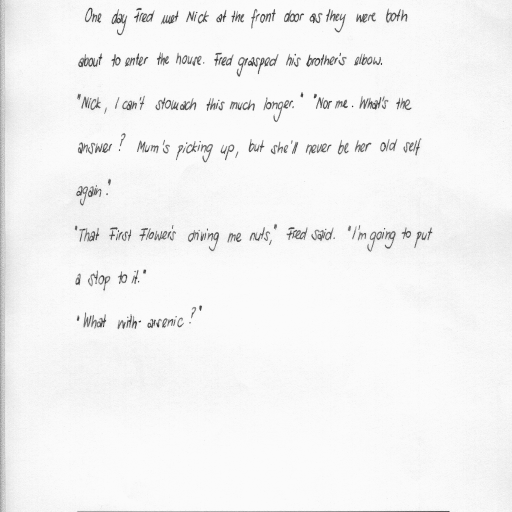 One day Fred met Nick at the front door as they were both
about to enter the house. Fred grasped his brother's elbow.
"Nick, I can't stomach this much longer." "Nor me. What's the
answer? Mum's picking up, but she'll never be her old self
again."
"That First Flower's driving me nuts," Fred said. "I'm going to put
a stop to it."
"What with- arsenic?"